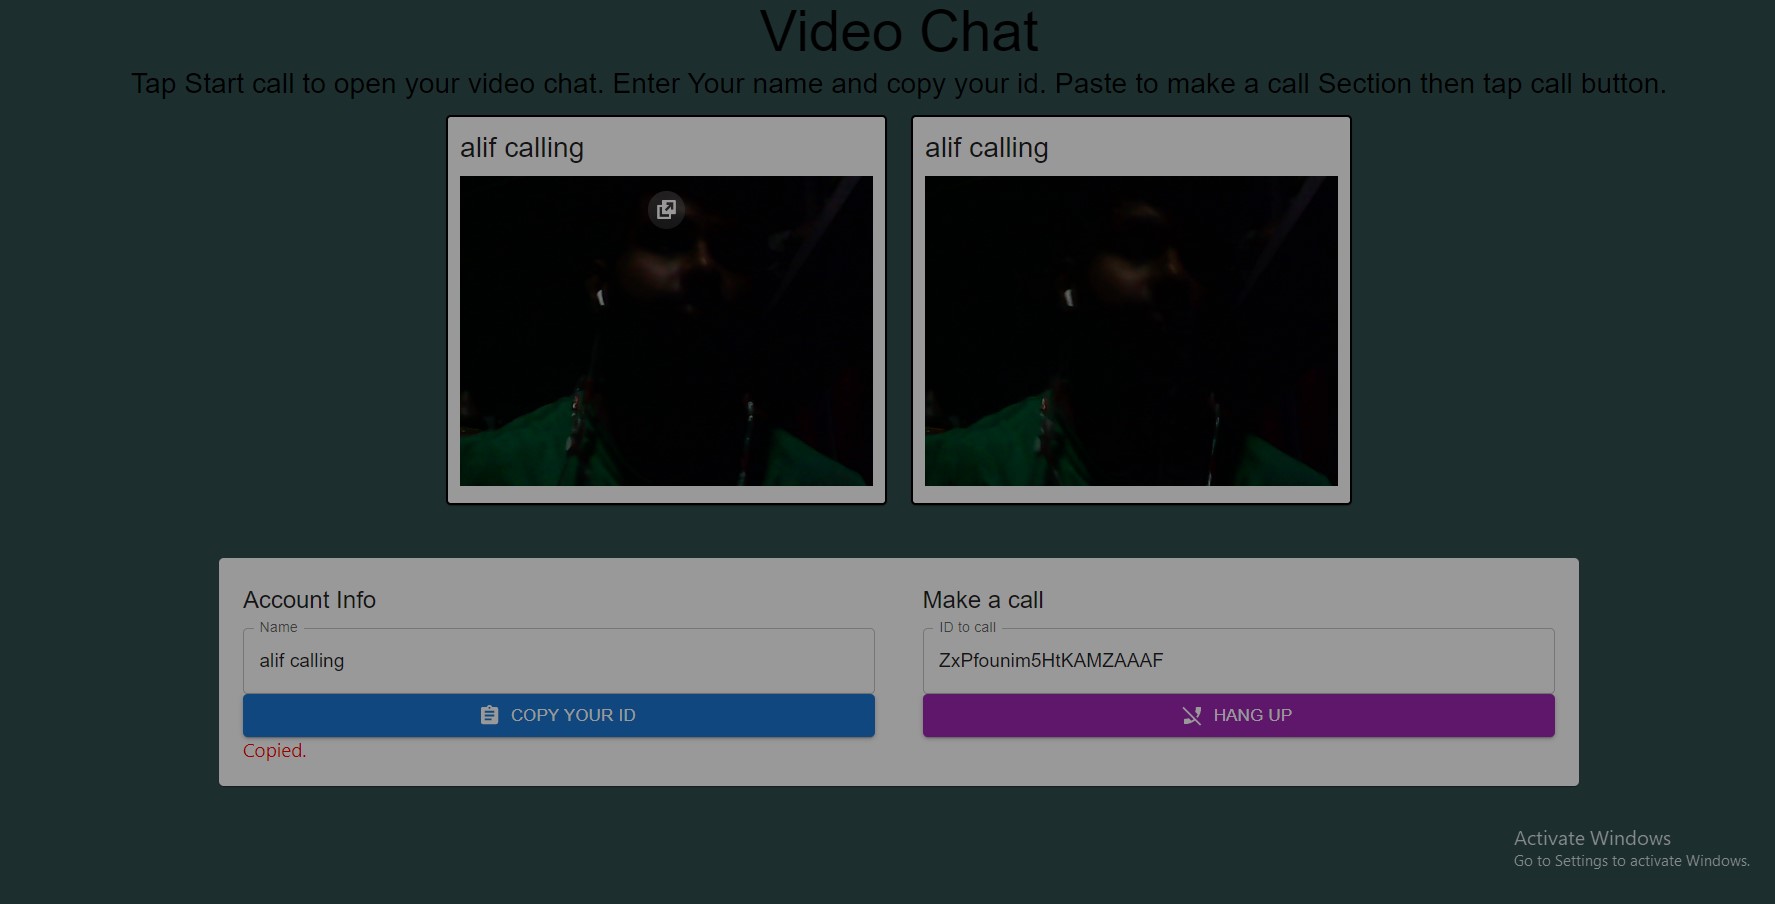 Video Chat
Tap Start call to open your video chat. Enter Your name and copy your id. Paste to make a call Section then tap call button.
alif calling
alif calling
Account Info
Name
alif calling
COPY YOUR ID
Copied.
Make a call
ID to call
ZxPfounim5HtKAMZAAAF
HANG UP
Activate Windows
Go to Settings to activate Windows.